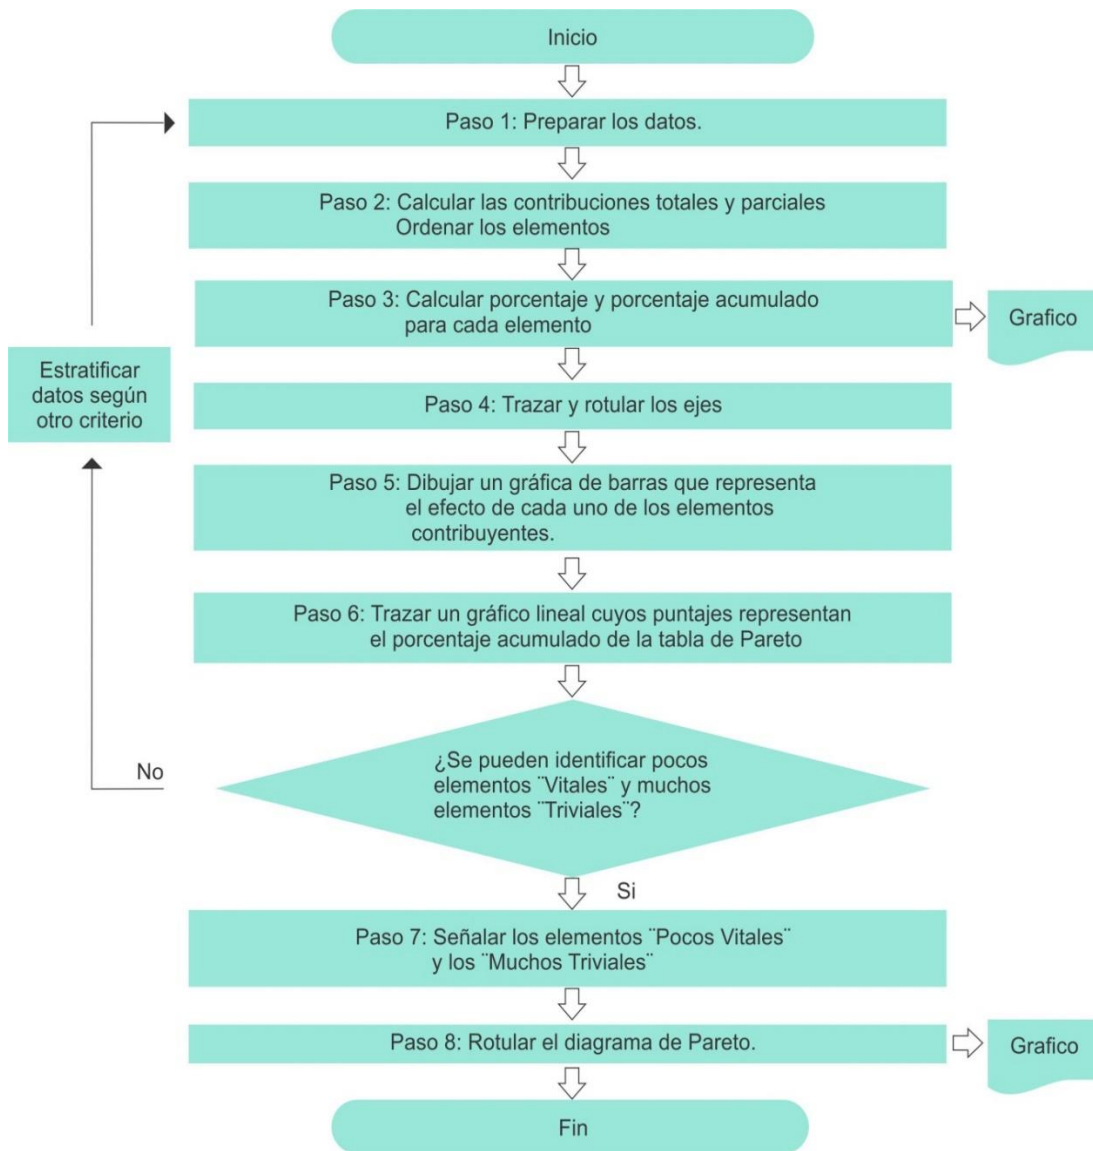 Inicio
Paso 1: Preparar los datos.
Paso 2: Calcular las contribuciones totales y parciales
Ordenar los elementos
Paso 3: Calcular porcentaje y porcentaje acumulado
para cada elemento
Grafico
Estratificar
datos según
otro criterio
Paso 4: Trazar y rotular los ejes
Paso 5: Dibujar un gráfica de barras que representa
el efecto de cada uno de los elementos
contribuyentes.
Paso 6: Trazar un gráfico lineal cuyos puntajes representan
el porcentaje acumulado de la tabla de Pareto
No
¿Se pueden identificar pocos
elementos ¨Vitales¨ y muchos
elementos ¨Triviales¨?
Si
Paso 7: Señalar los elementos ¨Pocos Vitales¨
y los ¨Muchos Triviales¨
Paso 8: Rotular el diagrama de Pareto.
Grafico
Fin